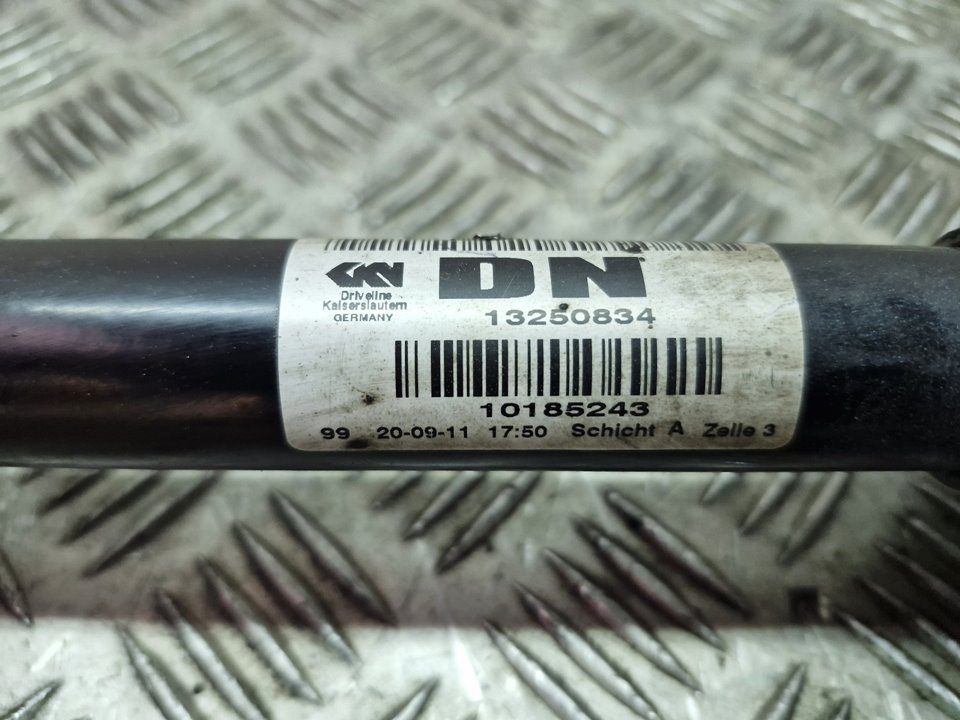 GKN
DN
Driveline
Kaiserslautern
GERMANY
13250834
10185243
99 20-09-11 17:50 Schicht A Zelle 3